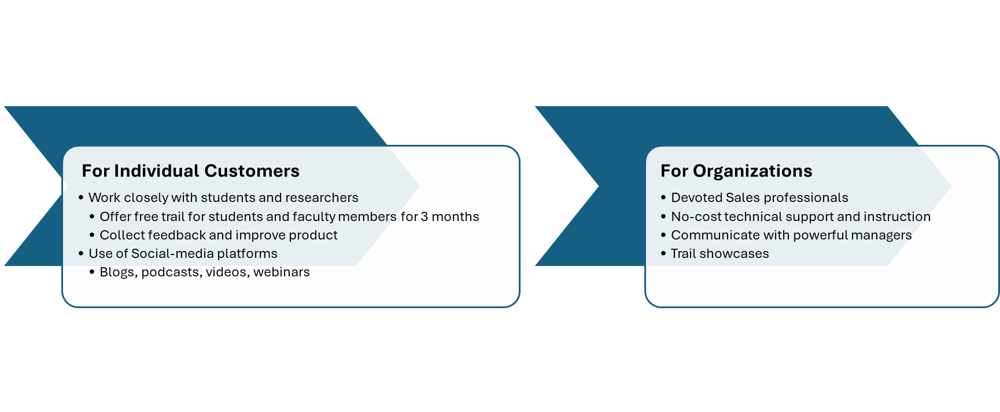 For Individual Customers
• Work closely with students and researchers
• Offer free trail for students and faculty members for 3 months
• Collect feedback and improve product
• Use of Social-media platforms
• Blogs, podcasts, videos, webinars
For Organizations
• Devoted Sales professionals
• No-cost technical support and instruction
• Communicate with powerful managers
• Trail showcases